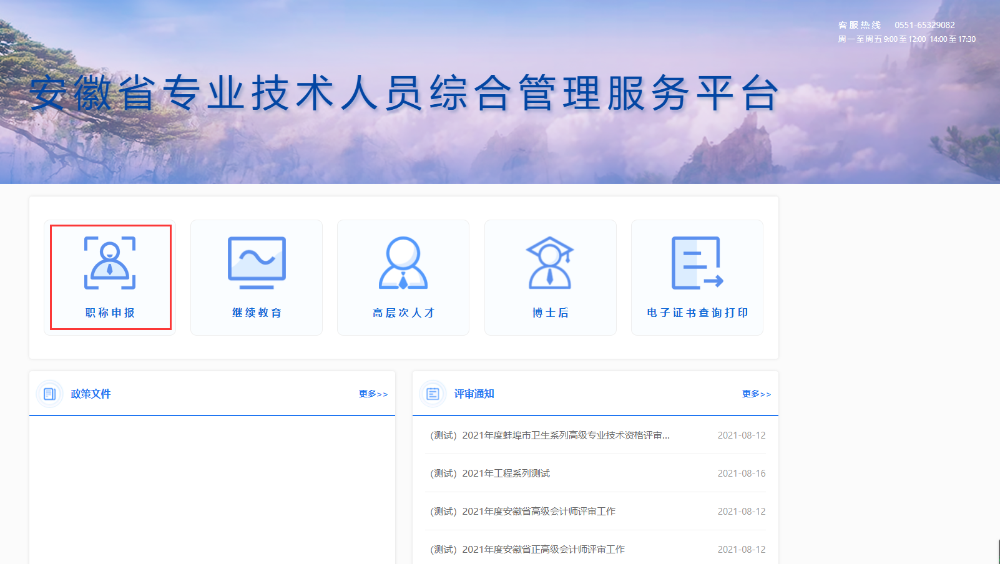 客服热线 0551-65329082
周一至周五9:00至12:00 14:00至17:30
安徽省专业技术人员综合管理服务平台
职称申报
继续教育
高层次人才
博士后
电子证书查询打印
政策文件
更多>>
评审通知
更多>>
(测试) 2021年度蚌埠市卫生系列高级专业技术资格评审... 2021-08-12
(测试) 2021年工程系列测试 2021-08-16
(测试) 2021年度安徽省高级会计师评审工作 2021-08-12
(测试) 2021年度安徽省正高级会计师评审工作 2021-08-12